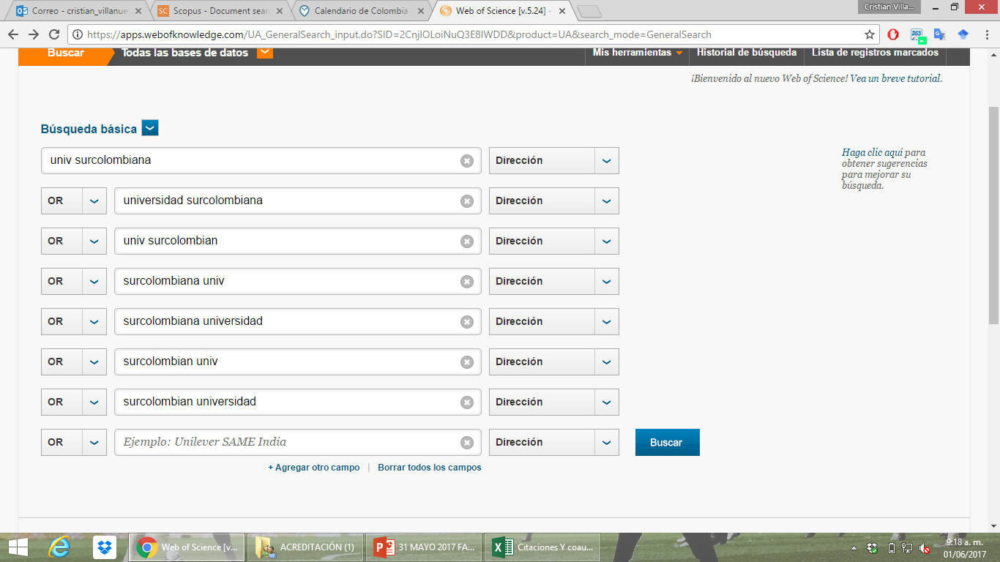 Correo - cristian_villanue
Scopus - Document sear
Calendario de Colombia
Web of Science [v.5.24] -
Cristian Villa...
https://apps.webofknowledge.com/UA_GeneralSearch_input.do?SID=2CnjIOLoiNuQ3E8lWDD&product=UA&search_mode=GeneralSearch
Buscar Todas las bases de datos Mis herramientas Historial de búsqueda Lista de registros marcados
¡Bienvenido al nuevo Web of Science! Vea un breve tutorial.
Búsqueda básica
univ surcolombiana Dirección
Haga clic aquí para
obtener sugerencias
para mejorar su
búsqueda.
OR universidad surcolombiana Dirección
OR univ surcolombian Dirección
OR surcolombiana univ Dirección
OR surcolombiana universidad Dirección
OR surcolombian univ Dirección
OR surcolombian universidad Dirección
OR Ejemplo: Unilever SAME India Dirección Buscar
+ Agregar otro campo | Borrar todos los campos
Web of Science [v...
ACREDITACIÓN (1)
31 MAYO 2017 FA...
Citaciones Y coau...
9:18 a. m.
01/06/2017